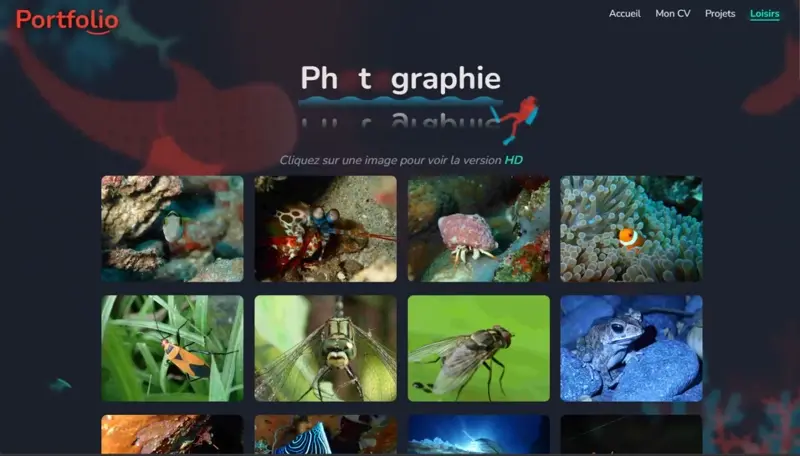 Portfolio
Accueil Mon CV Projets Loisirs
Ph t graphie
Cliquez sur une image pour voir la version HD